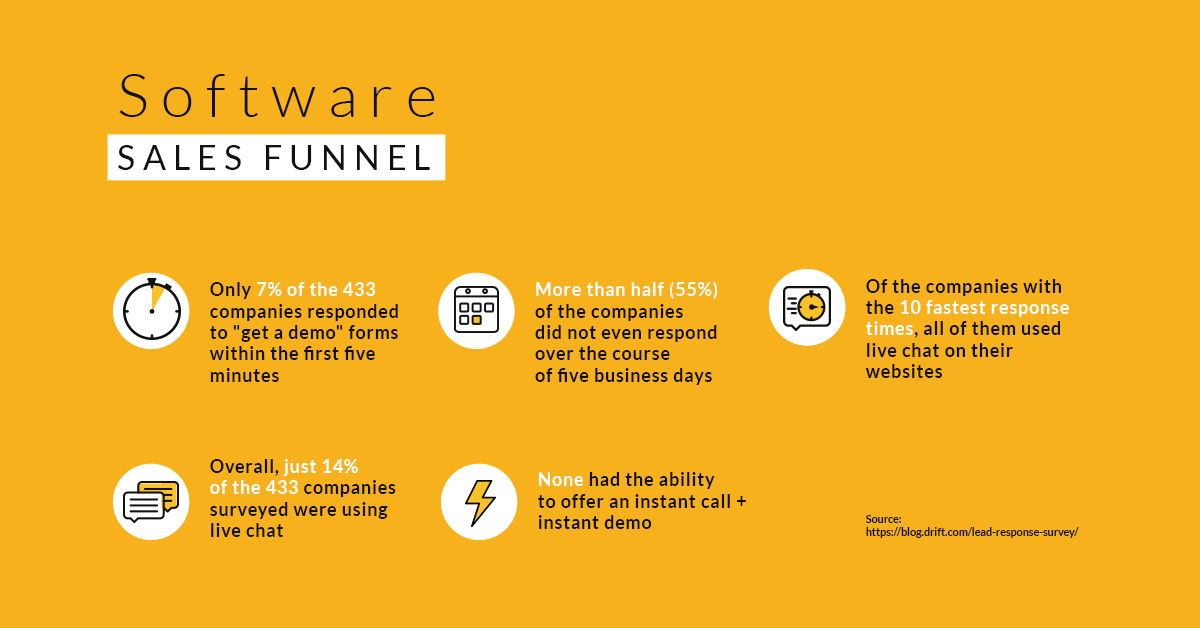 Software
SALES FUNNEL
Only 7% of the 433
companies responded
to "get a demo" forms
within the first five
minutes
More than half (55%)
of the companies
did not even respond
over the course
of five business days
Of the companies with
the 10 fastest response
times, all of them used
live chat on their
websites
Overall, just 14%
of the 433 companies
surveyed were using
live chat
None had the ability
to offer an instant call +
instant demo
Source:
https://blog.drift.com/lead-response-survey/